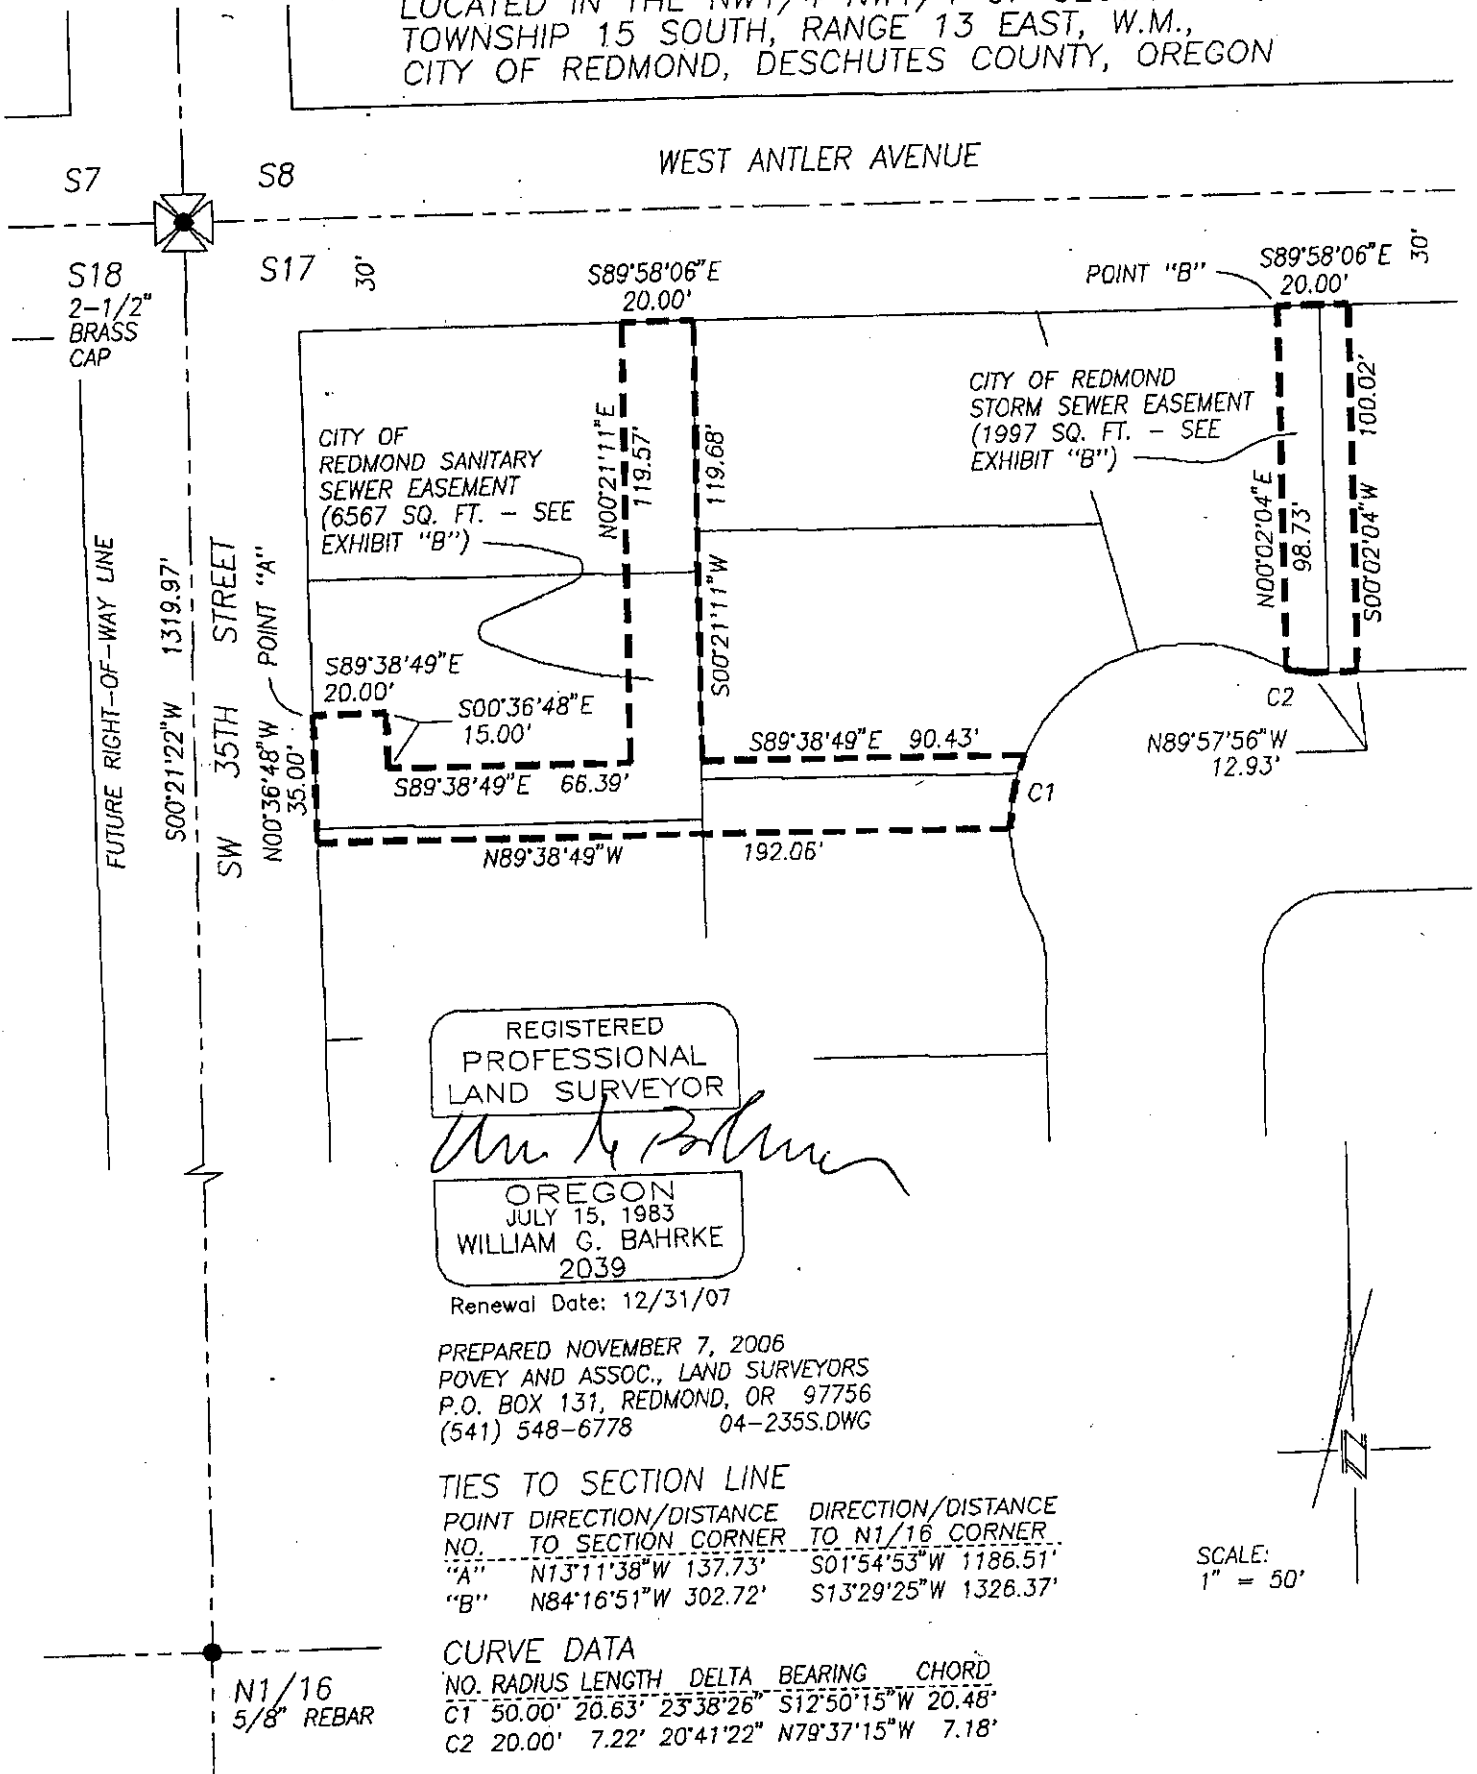 LOCATED IN THE NW1/4 NW1/4 OF
TOWNSHIP 15 SOUTH, RANGE 13 EAST, W.M.,
CITY OF REDMOND, DESCHUTES COUNTY, OREGON
WEST ANTLER AVENUE
S7
S8
S18
2-1/2"
BRASS
CAP
S17
30'
S89°58'06"E
20.00'
POINT "B"
S89°58'06"E
20.00'
30'
CITY OF
REDMOND SANITARY
SEWER EASEMENT
(6567 SQ. FT. - SEE
EXHIBIT "B")
N00°21'11"E
119.57'
119.68'
S00°21'11"W
CITY OF REDMOND
STORM SEWER EASEMENT
(1997 SQ. FT. - SEE
EXHIBIT "B")
N00°02'04"E
98.73'
100.02'
S00°02'04"W
FUTURE RIGHT-OF-WAY LINE
S00°21'22"W 1319.97'
SW 35TH STREET
POINT "A"
N00°36'48"W
35.00'
S89°38'49"E
20.00'
S00°36'48"E
15.00'
S89°38'49"E 66.39'
S89°38'49"E 90.43'
C1
C2
N89°57'56"W
12.93'
N89°38'49"W
192.06'
REGISTERED
PROFESSIONAL
LAND SURVEYOR
OREGON
JULY 15, 1983
WILLIAM G. BAHRKE
2039
Renewal Date: 12/31/07
PREPARED NOVEMBER 7, 2006
POVEY AND ASSOC., LAND SURVEYORS
P.O. BOX 131, REDMOND, OR 97756
(541) 548-6778 04-235S.DWG
TIES TO SECTION LINE
POINT DIRECTION/DISTANCE DIRECTION/DISTANCE
NO. TO SECTION CORNER TO N1/16 CORNER
"A" N13°11'38"W 137.73' S01°54'53"W 1186.51'
"B" N84°16'51"W 302.72' S13°29'25"W 1326.37'
SCALE:
1" = 50'
N
CURVE DATA
NO. RADIUS LENGTH DELTA BEARING CHORD
C1 50.00' 20.63' 23°38'26" S12°50'15"W 20.48'
C2 20.00' 7.22' 20°41'22" N79°37'15"W 7.18'
N1/16
5/8" REBAR